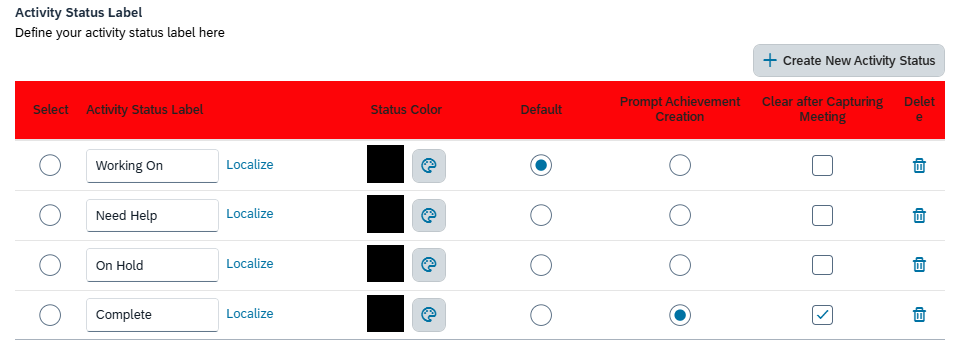 Activity Status Label
Define your activity status label here
Create New Activity Status
Select Activity Status Label Status Color Default Prompt Achievement Creation Clear after Capturing Meeting Delete
Working On Localize
Need Help Localize
On Hold Localize
Complete Localize